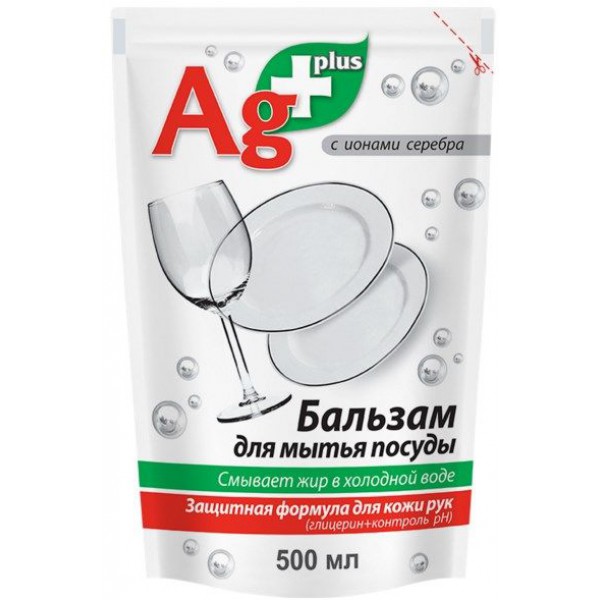 Ag plus
с ионами серебра
Бальзам
для мытья посуды
Смывает жир в холодной воде
Защитная формула для кожи рук
(глицерин+контроль pH)
500 мл